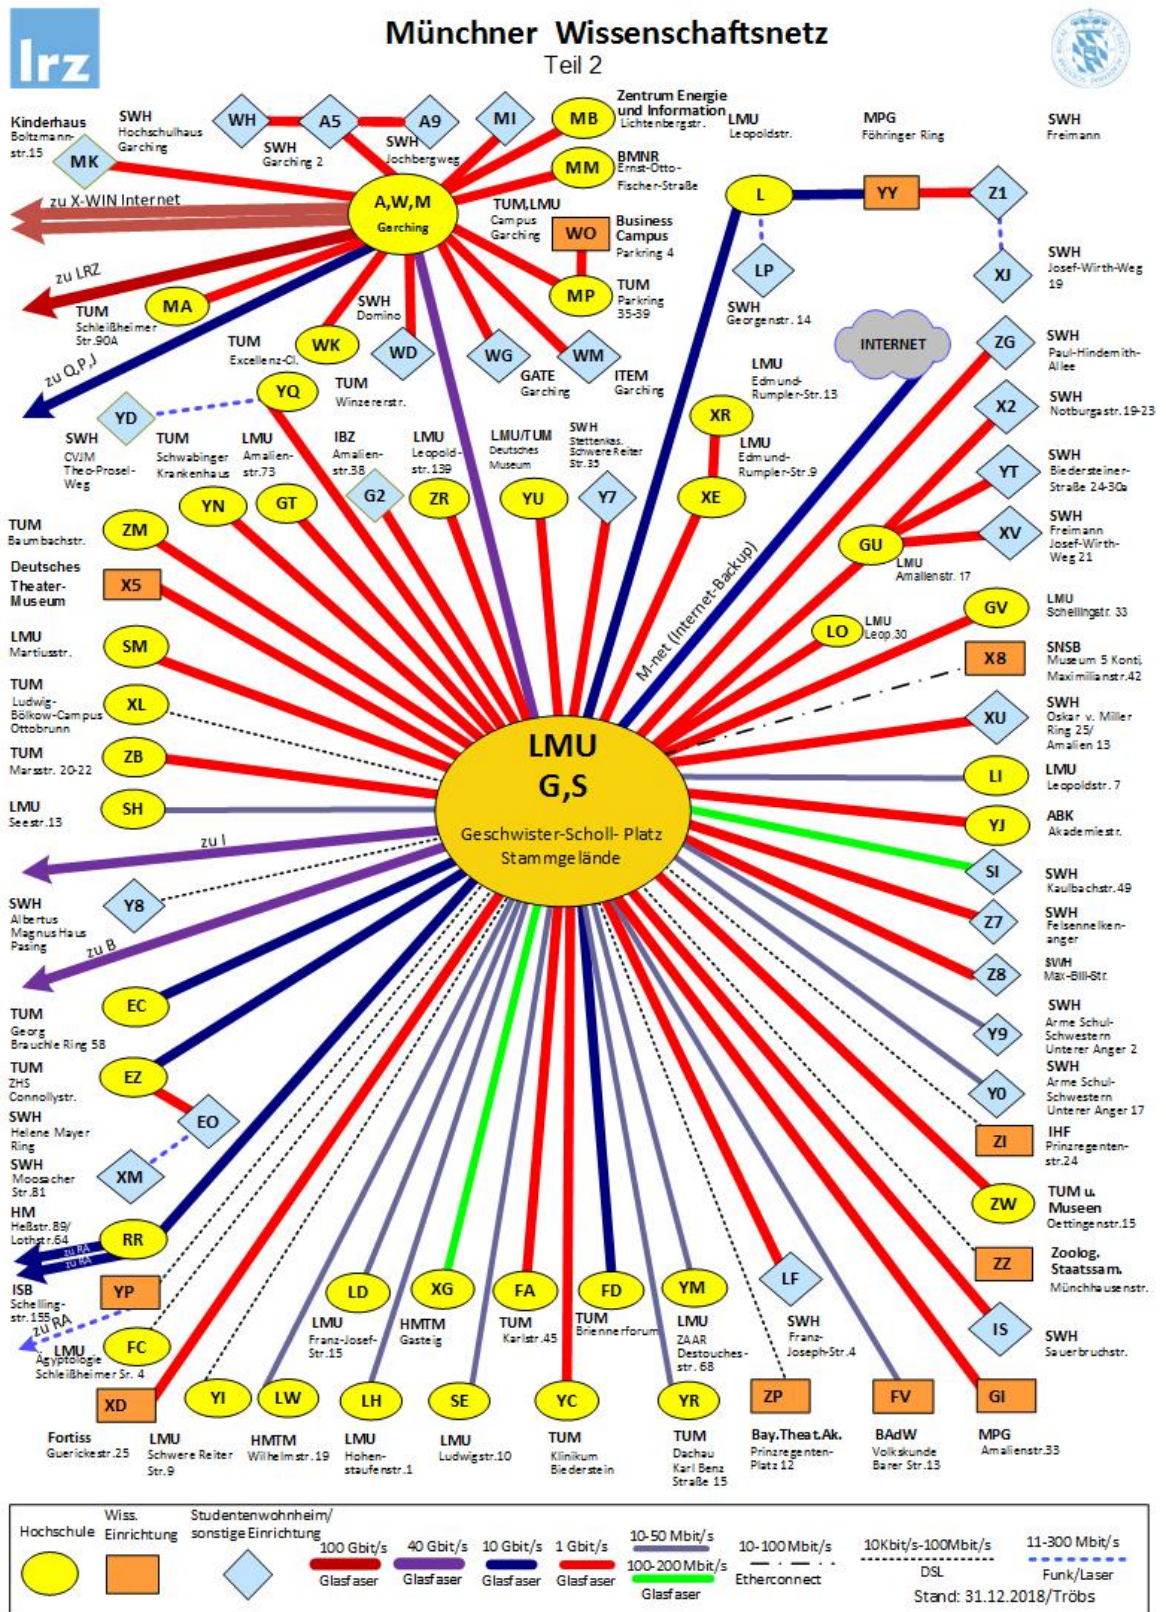 lrz
Münchner Wissenschaftsnetz
Teil 2
Kinderhaus
Boltzmann-
str.15
MK
SWH
Hochschulhaus
Garching
WH
SWH
Garching 2
A5
A9
SWH
Jochbergweg
MI
MB
Zentrum Energie
und Information
Lichtenbergstr.
MM
BMNR
Ernst-Otto-
Fischer-Straße
LMU
Leopoldstr.
MPG
Föhringer Ring
SWH
Freimann
zu X-WIN Internet
A,W,M
Garching
TUM,LMU
Campus
Garching
WO
Business
Campus
Parkring 4
L
YY
Z1
zu LRZ
MP
TUM
Parkring
35-39
LP
SWH
Georgenstr. 14
XJ
SWH
Josef-Wirth-Weg
19
MA
TUM
Schleißheimer
Str.90A
WK
TUM
Excellenz-Cl.
SWH
Domino
WD
WG
GATE
Garching
WM
ITEM
Garching
INTERNET
ZG
SWH
Paul-Hindemith-
Allee
zu Q,P,J
YQ
TUM
Winzererstr.
LMU
Edmund-
Rumpler-Str.13
XR
X2
SWH
Notburgastr. 19-23
YD
SWH
CVJM
Theo-Prosel-
Weg
TUM
Schwabinger
Krankenhaus
YN
LMU
Amalien-
str.73
GT
IBZ
Amalien-
str.38
G2
LMU
Leopold-
str.139
ZR
LMU/TUM
Deutsches
Museum
YU
SWH
Stettenkas.
Schwere Reiter
Str.35
Y7
LMU
Edmund-
Rumpler-Str.9
XE
YT
SWH
Biedersteiner-
Straße 24-30a
TUM
Baumbachstr.
ZM
GU
LMU
Amalienstr. 17
XV
SWH
Freimann
Josef-Wirth-
Weg 21
Deutsches
Theater-
Museum
X5
M-net (Internet-Backup)
GV
LMU
Schellingstr. 33
LMU
Martiusstr.
SM
LO
LMU
Leop.30
X8
SNSB
Museum 5 Konti,
Maximilianstr.42
TUM
Ludwig-
Bölkow-Campus
Ottobrunn
XL
XU
SWH
Oskar v. Miller
Ring 25/
Amalien 13
TUM
Marsstr. 20-22
ZB
LMU
G,S
Geschwister-Scholl- Platz
Stammgelände
LI
LMU
Leopoldstr. 7
LMU
Seestr.13
SH
YJ
ABK
Akademiestr.
zu I
SI
SWH
Kaulbachstr.49
SWH
Albertus
Magnus Haus
Pasing
Y8
Z7
SWH
Felsennelken-
anger
zu B
Z8
SWH
Max-Bill-Str.
TUM
Georg
Brauchle Ring 58
EC
Y9
SWH
Arme Schul-
Schwestern
Unterer Anger 2
TUM
ZHS
Connollystr.
EZ
Y0
SWH
Arme Schul-
Schwestern
Unterer Anger 17
SWH
Helene Mayer
Ring
EO
ZI
IHF
Prinzregenten-
str.24
SWH
Moosacher
Str.81
XM
ZW
TUM u.
Museen
Oettingenstr.15
HM
Heßstr.89/
Lothstr.64
RR
zu RA
zu RA
ZZ
Zoolog.
Staatssam.
Münchhausenstr.
ISB
Schelling-
str.155
YP
zu RA
IS
SWH
Sauerbruchstr.
LMU
Ägyptologie
Schleißheimer Sr. 4
FC
LD
LMU
Franz-Josef-
Str.15
XG
HMTM
Gasteig
FA
TUM
Karlstr.45
FD
TUM
Briennerforum
YM
LMU
ZAAR
Destouches-
str. 68
LF
SWH
Franz-
Joseph-Str.4
XD
Fortiss
Guerickestr.25
YI
LMU
Schwere Reiter
Str.9
LW
HMTM
Wilhelmstr.19
LH
LMU
Hohen-
staufenstr.1
SE
LMU
Ludwigstr.10
YC
TUM
Klinikum
Biederstein
YR
TUM
Dachau
Karl Benz
Straße 15
ZP
Bay.Theat.Ak.
Prinzregenten-
Platz 12
FV
BAdW
Volkskunde
Barer Str.13
GI
MPG
Amalienstr.33
Hochschule
Wiss.
Einrichtung
Studentenwohnheim/
sonstige Einrichtung
100 Gbit/s
Glasfaser
40 Gbit/s
Glasfaser
10 Gbit/s
Glasfaser
1 Gbit/s
Glasfaser
10-50 Mbit/s
100-200 Mbit/s
Glasfaser
10-100 Mbit/s
Etherconnect
10Kbit/s-100Mbit/s
DSL
11-300 Mbit/s
Funk/Laser
Stand: 31.12.2018/Tröbs